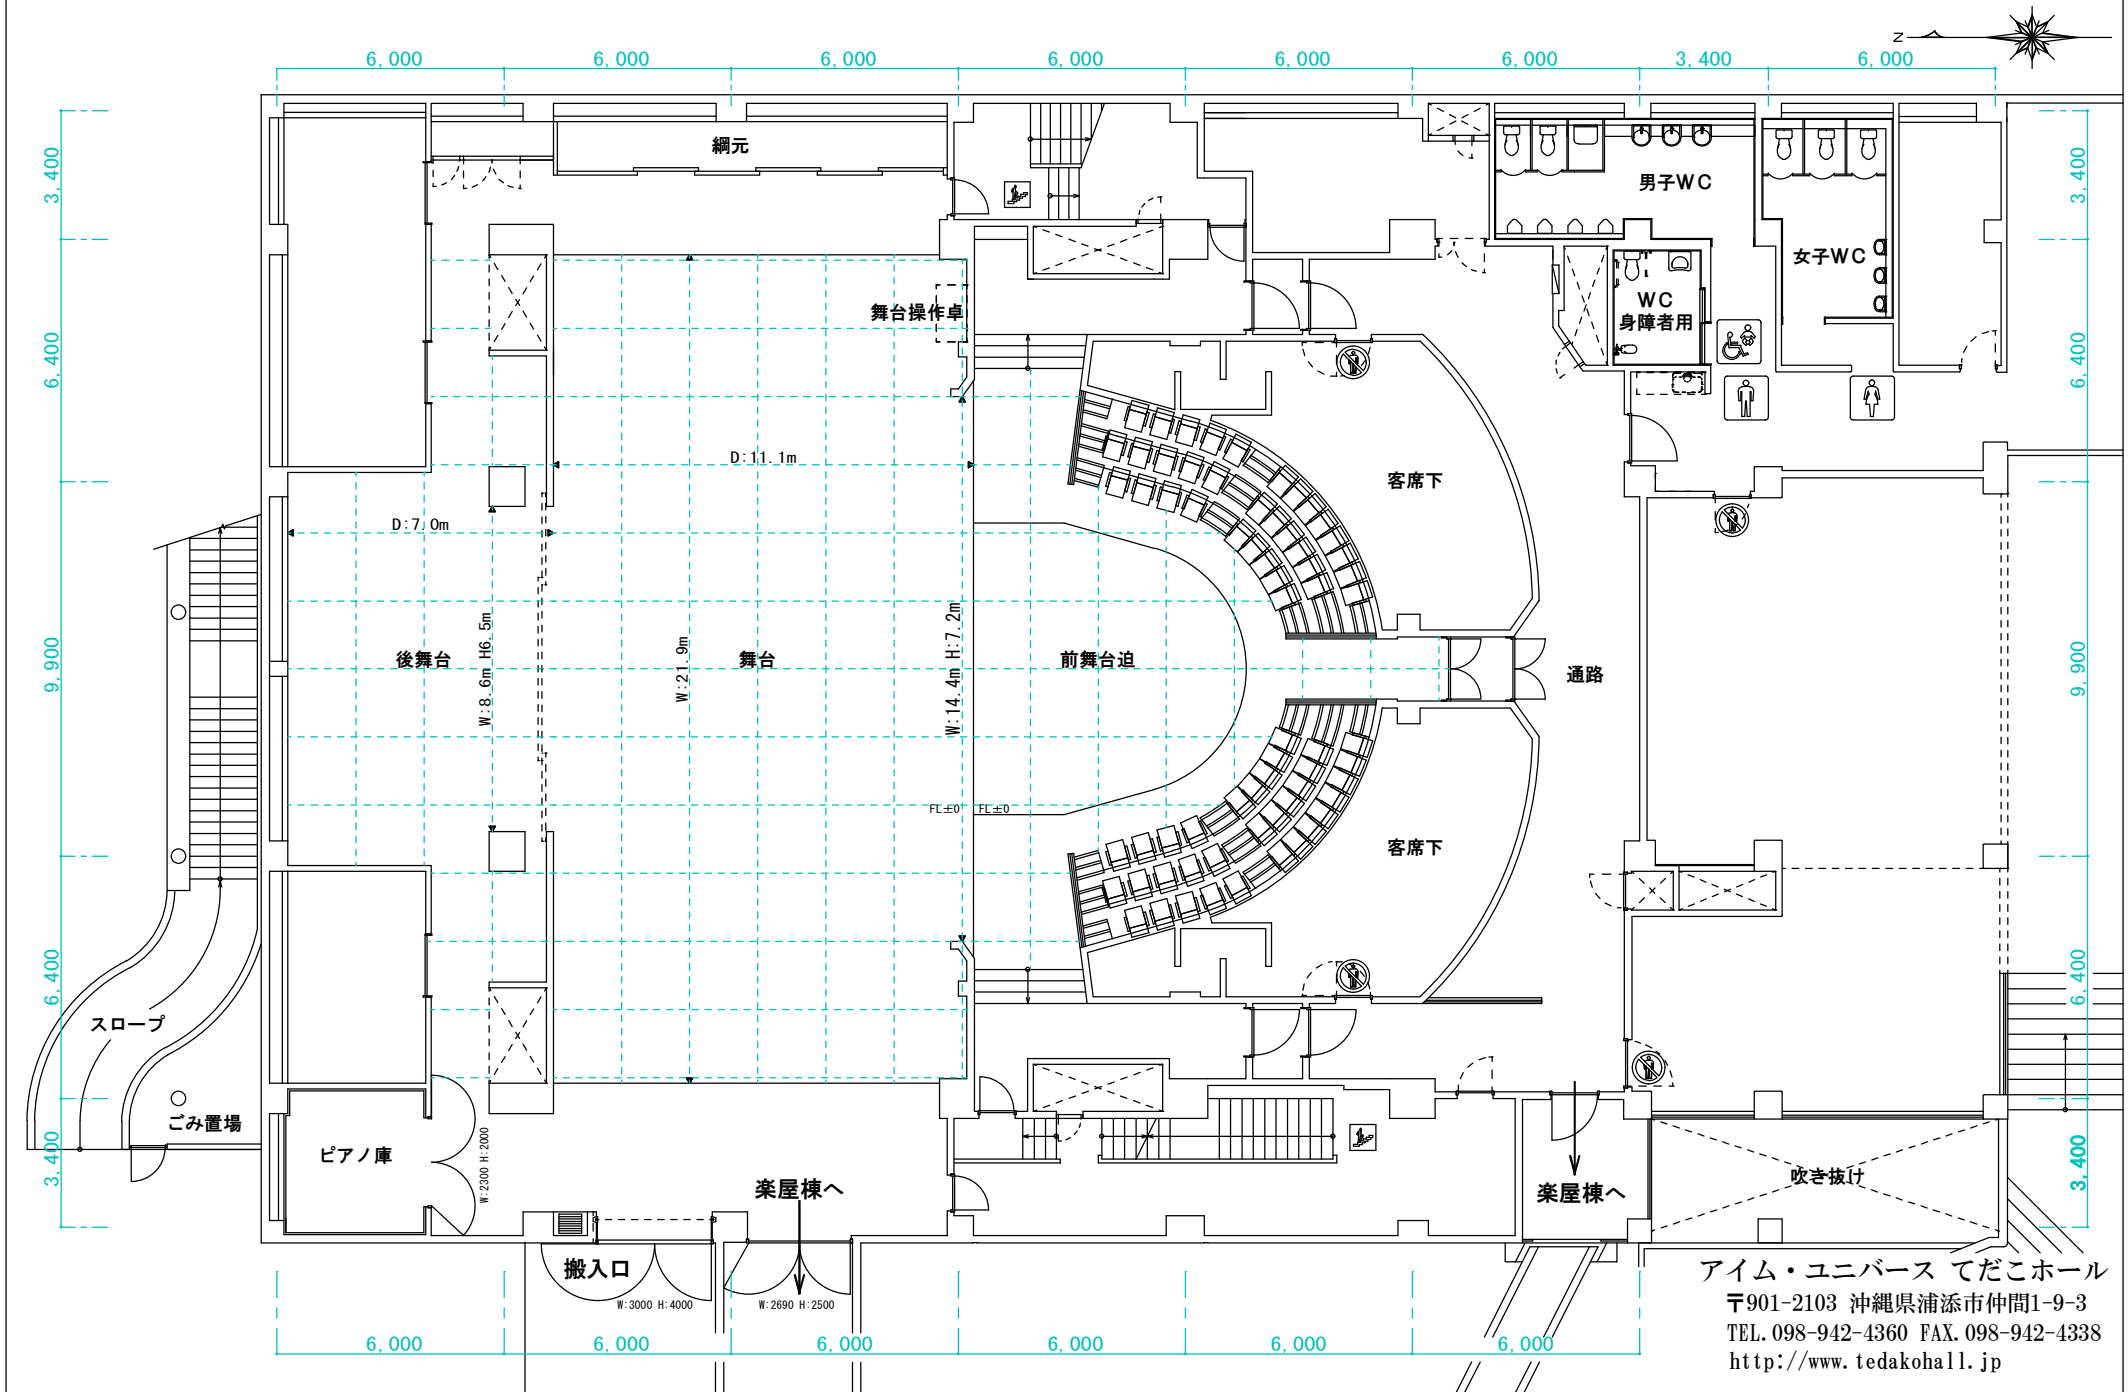 6,000 6,000 6,000 6,000 6,000 6,000 3,400 6,000
N
3,400
6,400
9,900
6,400
3,400
3,400
6,400
9,900
6,400
3,400
綱元
男子WC
女子WC
WC
身障者用
舞台操作卓
D:11.1m
D:7.0m
客席下
W:8.6m H6.5m
W:21.9m
W:14.4m H:7.2m
後舞台
舞台
前舞台迫
通路
FL±0 FL±0
客席下
スロープ
ごみ置場
ピアノ庫
W:2300 H:2000
楽屋棟へ
楽屋棟へ
吹き抜け
搬入口
W:3000 H:4000
W:2690 H:2500
6,000 6,000 6,000 6,000 6,000 6,000
アイム・ユニバース てだこホール
〒901-2103 沖縄県浦添市仲間1-9-3
TEL.098-942-4360 FAX.098-942-4338
http://www.tedakohall.jp